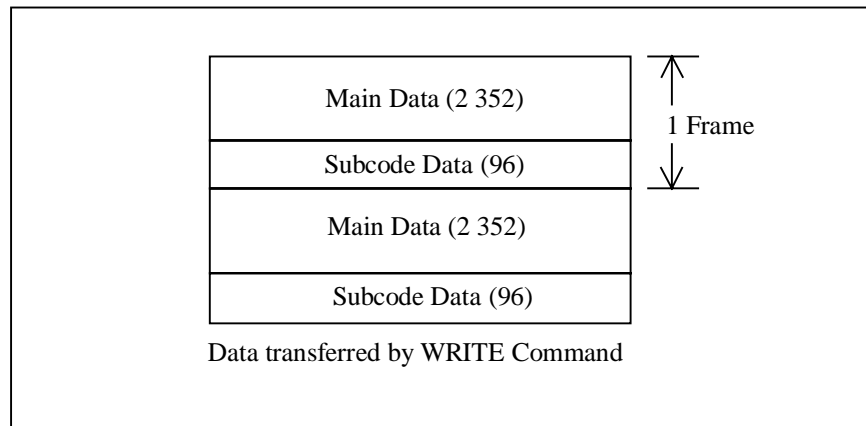 Main Data (2 352)
1 Frame
Subcode Data (96)
Main Data (2 352)
Subcode Data (96)
Data transferred by WRITE Command